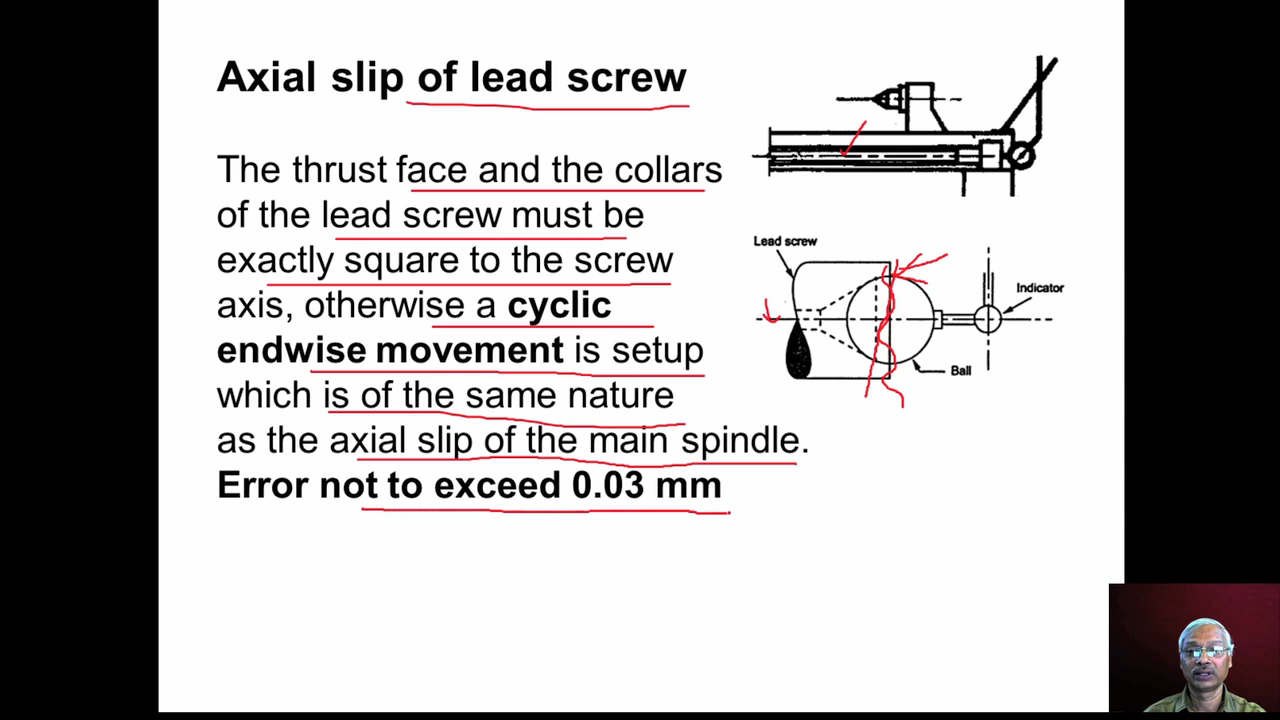 Axial slip of lead screw
The thrust face and the collars
of the lead screw must be
exactly square to the screw
axis, otherwise a cyclic
endwise movement is setup
which is of the same nature
as the axial slip of the main spindle.
Error not to exceed 0.03 mm
Lead screw
Indicator
Ball